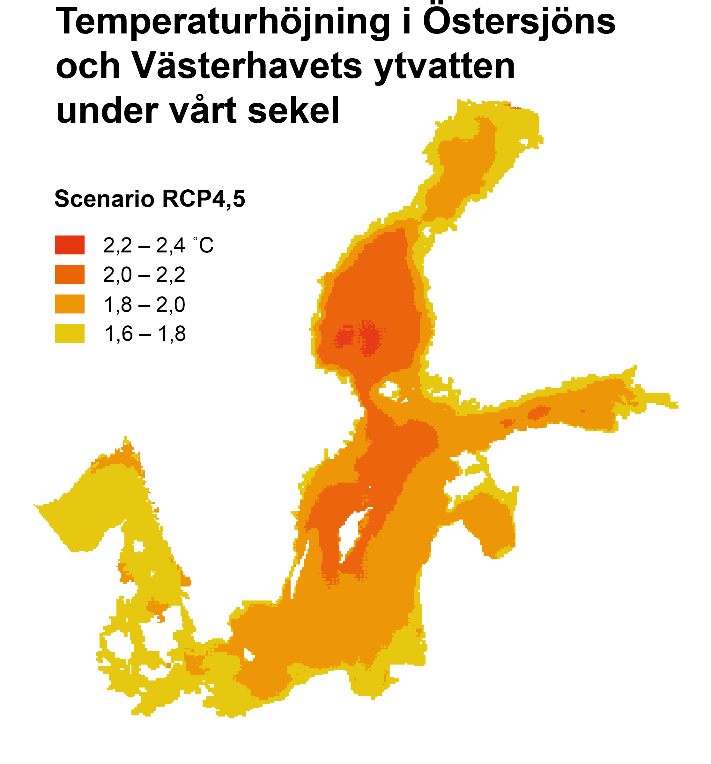 Temperaturhöjning i Östersjöns
och Västerhavets ytvatten
under vårt sekel
Scenario RCP4,5
2,2 – 2,4 °C
2,0 – 2,2
1,8 – 2,0
1,6 – 1,8